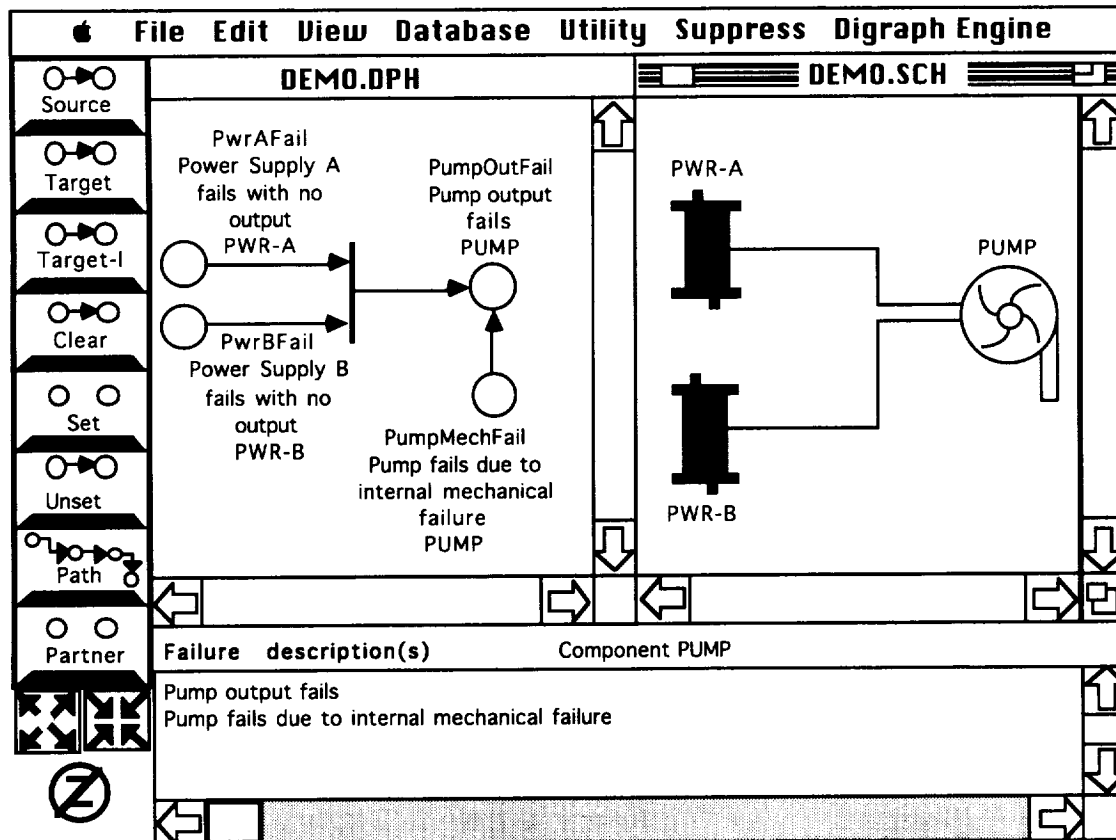 File Edit View Database Utility Suppress Digraph Engine
Source
Target
Target-I
Clear
Set
Unset
Path
Partner
Z
DEMO.DPH
PwrAFail
Power Supply A
fails with no
output
PWR-A
PumpOutFail
Pump output
fails
PUMP
PwrBFail
Power Supply B
fails with no
output
PWR-B
PumpMechFail
Pump fails due to
internal mechanical
failure
PUMP
DEMO.SCH
PWR-A
PUMP
PWR-B
Failure description(s) Component PUMP
Pump output fails
Pump fails due to internal mechanical failure